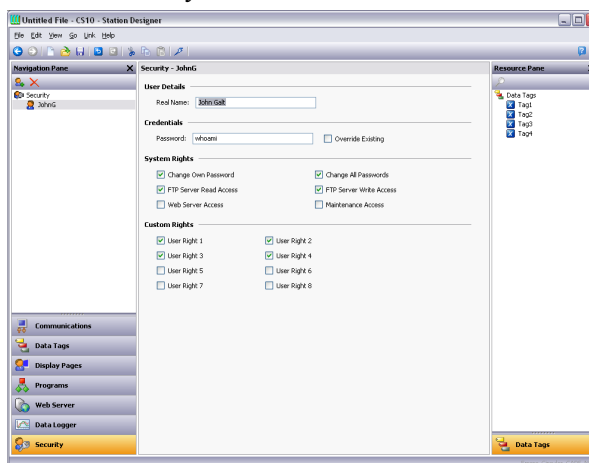 Untitled File - CS10 - Station Designer
File Edit View Go Link Help
Navigation Pane
Security
JohnG
Communications
Data Tags
Display Pages
Programs
Web Server
Data Logger
Security
Security - JohnG
User Details
Real Name: John Galt
Credentials
Password: whoami Override Existing
System Rights
Change Own Password Change All Passwords
FTP Server Read Access FTP Server Write Access
Web Server Access Maintenance Access
Custom Rights
User Right 1 User Right 2
User Right 3 User Right 4
User Right 5 User Right 6
User Right 7 User Right 8
Resource Pane
Data Tags
Tag1
Tag2
Tag3
Tag4
Data Tags